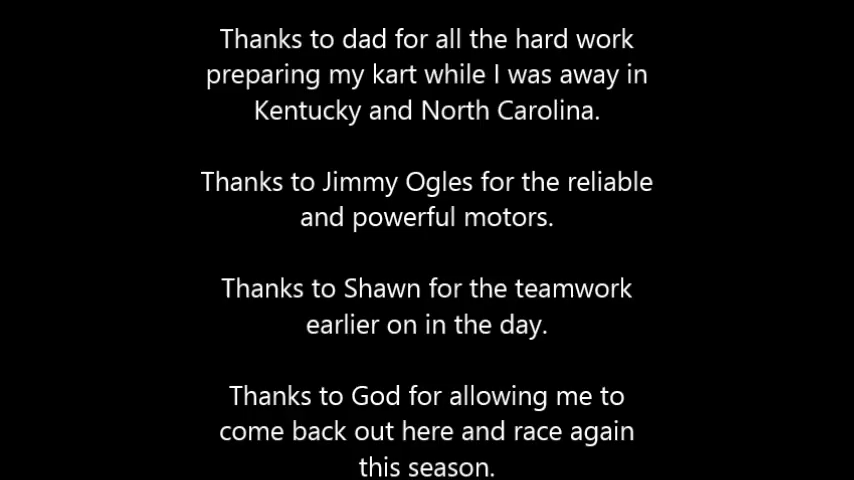 Thanks to dad for all the hard work
preparing my kart while I was away in
Kentucky and North Carolina.
Thanks to Jimmy Ogles for the reliable
and powerful motors.
Thanks to Shawn for the teamwork
earlier on in the day.
Thanks to God for allowing me to
come back out here and race again
this season.